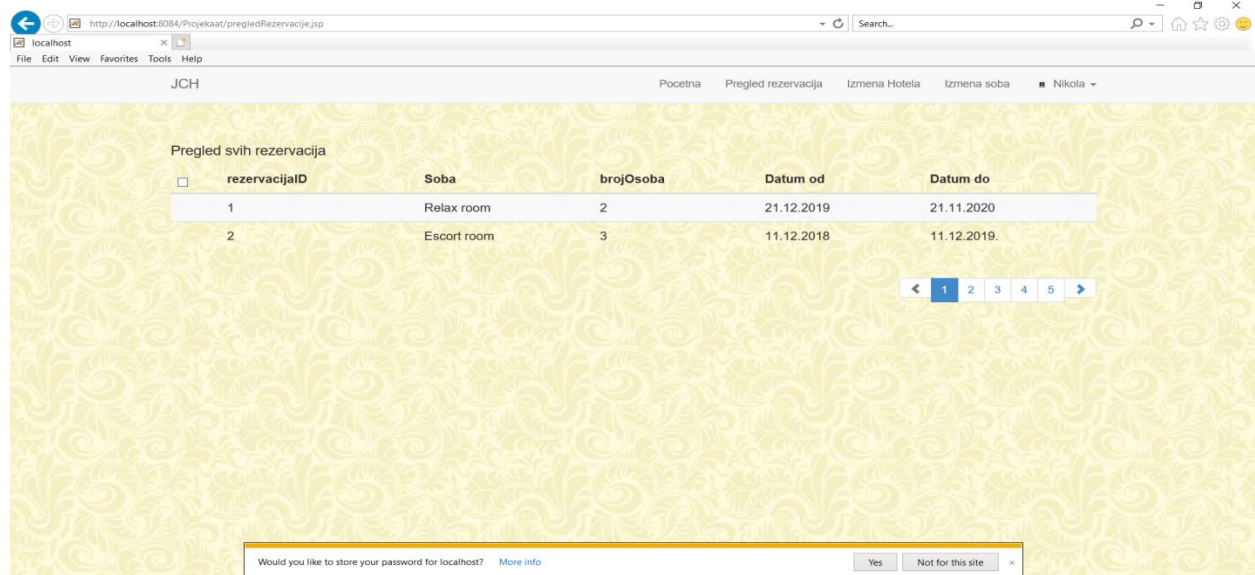 http://localhost:8084/Projekaat/pregledRezervacije.jsp
Search...
localhost
File Edit View Favorites Tools Help
JCH Pocetna Pregled rezervacija Izmena Hotela Izmena soba Nikola
Pregled svih rezervacija
rezervacijaID Soba brojOsoba Datum od Datum do
1 Relax room 2 21.12.2019 21.11.2020
2 Escort room 3 11.12.2018 11.12.2019.
1 2 3 4 5
Would you like to store your password for localhost? More info Yes Not for this site